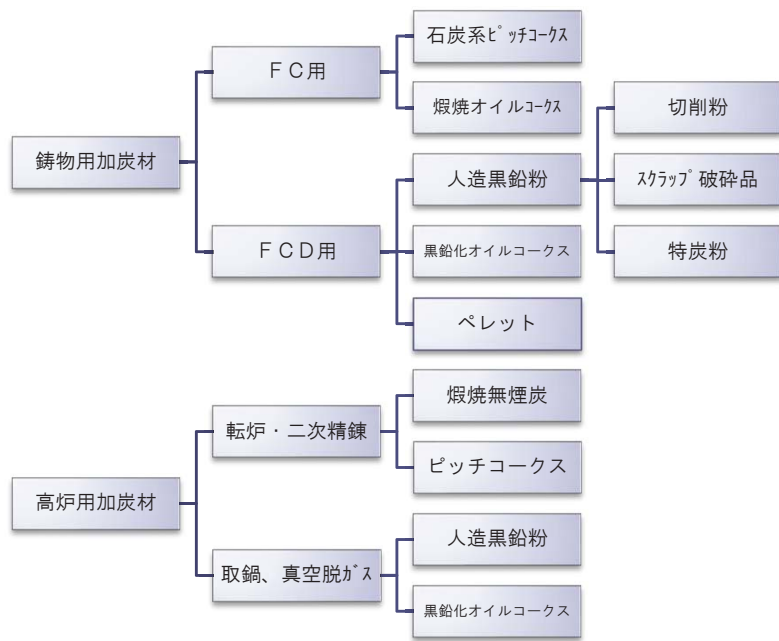 鋳物用加炭材
ＦＣ用
石炭系ﾋﾟｯﾁｺｰｸｽ
煆焼オイルｺｰｸｽ
ＦＣＤ用
人造黒鉛粉
切削粉
ｽｸﾗｯﾌﾟ破砕品
特炭粉
黒鉛化オイルコークス
ペレット
高炉用加炭材
転炉・二次精錬
煆焼無煙炭
ピッチコークス
取鍋、真空脱ｶﾞｽ
人造黒鉛粉
黒鉛化オイルコークス